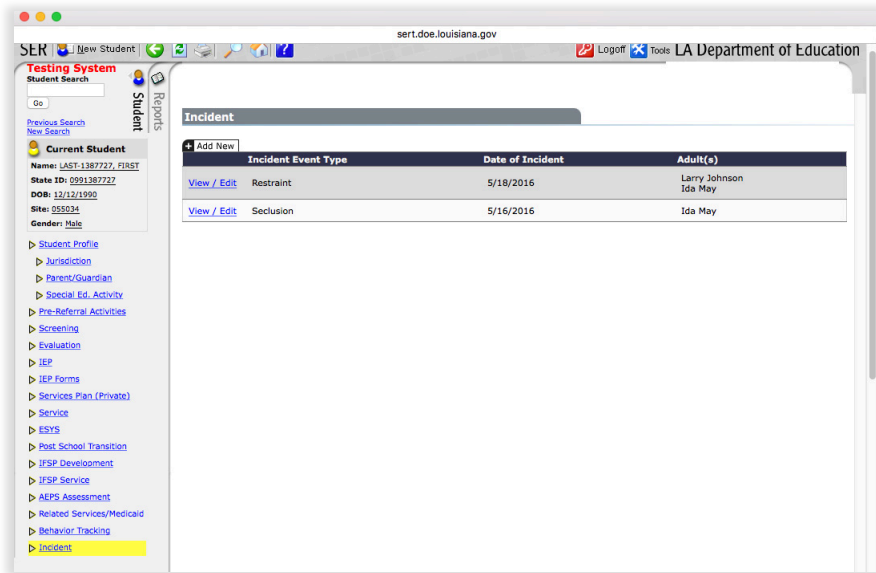 sert.doe.louisiana.gov
SER New Student Logoff Tools LA Department of Education
Testing System
Student Search
Go
Previous Search
New Search
Student
Reports
Current Student
Name: LAST-1387727, FIRST
State ID: 0991387727
DOB: 12/12/1990
Site: 055034
Gender: Male
Student Profile
Jurisdiction
Parent/Guardian
Special Ed. Activity
Pre-Referral Activities
Screening
Evaluation
IEP
IEP Forms
Services Plan (Private)
Service
ESYS
Post School Transition
IFSP Development
IFSP Service
AEPS Assessment
Related Services/Medicaid
Behavior Tracking
Incident
Incident
Add New
Incident Event Type Date of Incident Adult(s)
View / Edit Restraint 5/18/2016 Larry Johnson
Ida May
View / Edit Seclusion 5/16/2016 Ida May